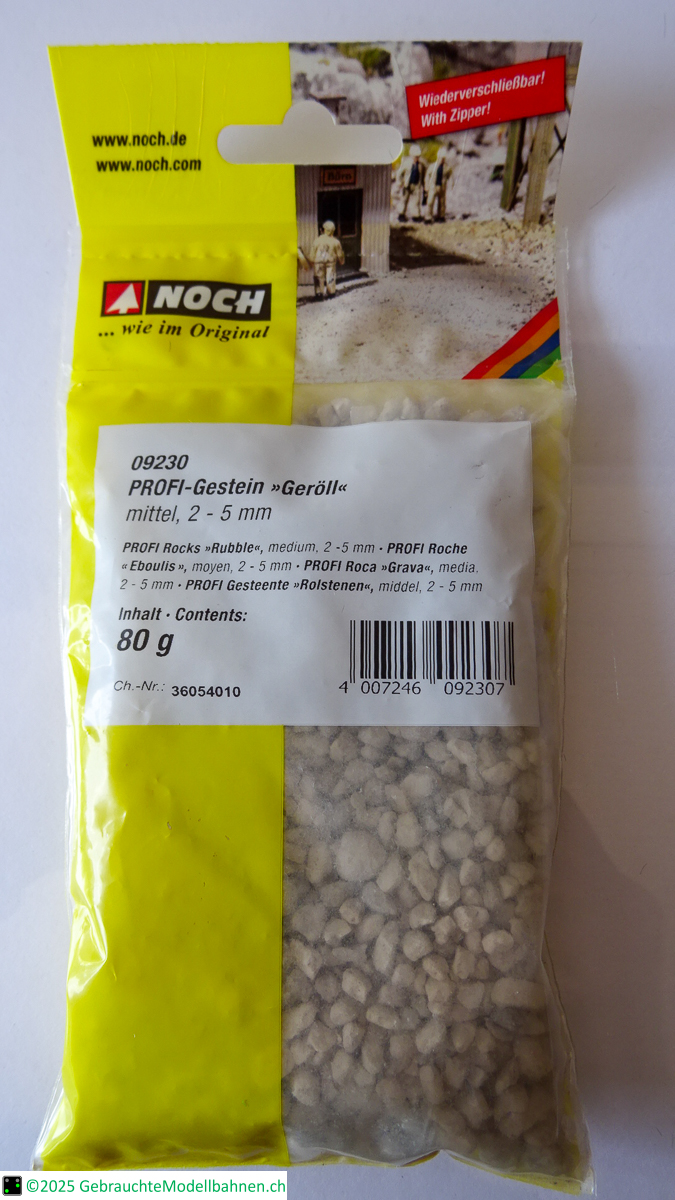 Wiederverschließbar!
With Zipper!
www.noch.de
www.noch.com
Büro
NOCH
... wie im Original
09230
PROFI-Gestein »Geröll«
mittel, 2 - 5 mm
PROFI Rocks »Rubble«, medium, 2 -5 mm · PROFI Roche
« Eboulis », moyen, 2 - 5 mm · PROFI Roca »Grava«, media,
2 - 5 mm · PROFI Gesteente »Rolstenen«, middel, 2 - 5 mm
Inhalt · Contents:
80 g
Ch.-Nr.: 36054010
4 007246 092307
©2025 GebrauchteModellbahnen.ch